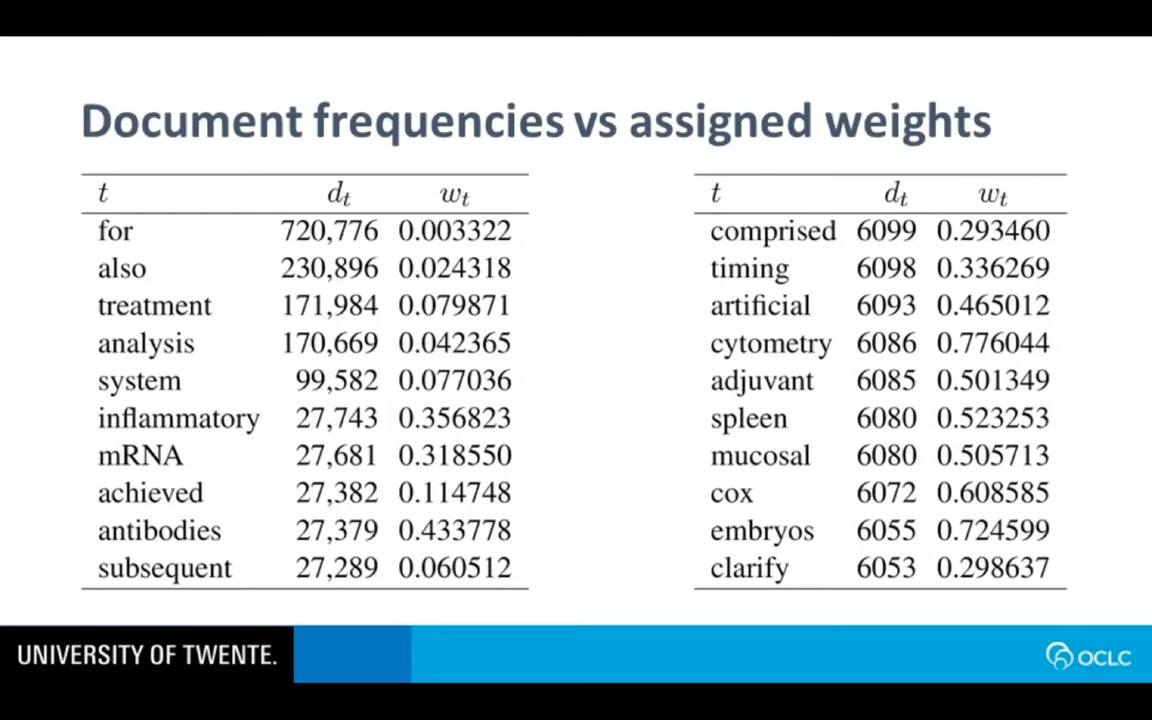 Document frequencies vs assigned weights
t dt wt
for 720,776 0.003322
also 230,896 0.024318
treatment 171,984 0.079871
analysis 170,669 0.042365
system 99,582 0.077036
inflammatory 27,743 0.356823
mRNA 27,681 0.318550
achieved 27,382 0.114748
antibodies 27,379 0.433778
subsequent 27,289 0.060512
t dt wt
comprised 6099 0.293460
timing 6098 0.336269
artificial 6093 0.465012
cytometry 6086 0.776044
adjuvant 6085 0.501349
spleen 6080 0.523253
mucosal 6080 0.505713
cox 6072 0.608585
embryos 6055 0.724599
clarify 6053 0.298637
UNIVERSITY OF TWENTE.
OCLC